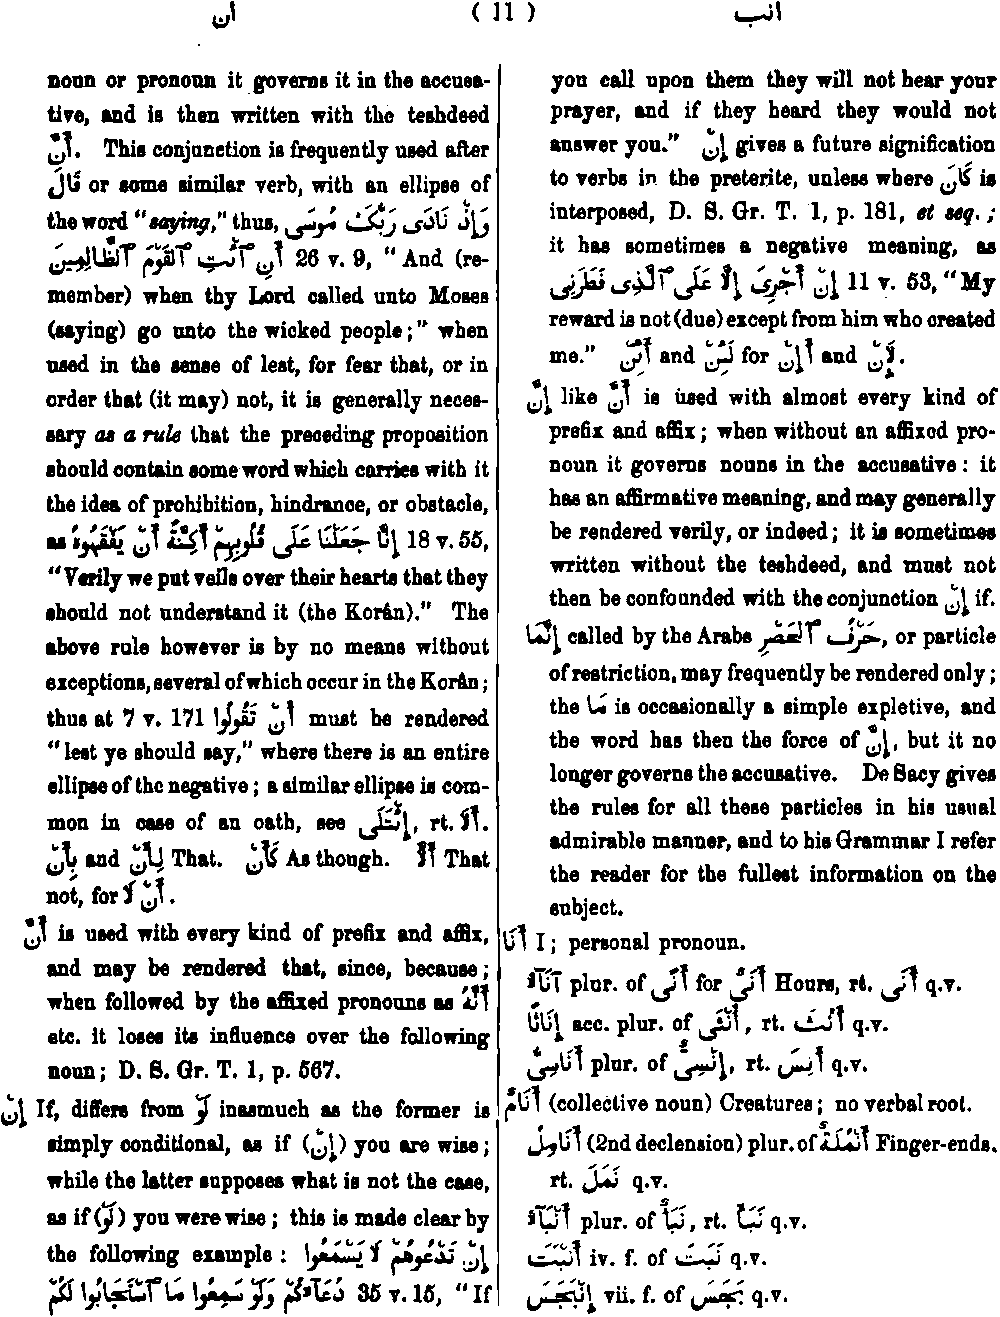 أن ( 11 ) انب
noun or pronoun it governs it in the accusa-
tive, and is then written with the teshdeed
أَنَّ. This conjunction is frequently used after
قَالَ or some similar verb, with an ellipse of
the word "saying," thus, وَإِذْ نَادَى رَبُّكَ مُوسَى
أَنِ ٱئْتِ ٱلْقَوْمَ ٱلظَّالِمِينَ 26 v. 9, "And (re-
member) when thy Lord called unto Moses
(saying) go unto the wicked people;" when
used in the sense of lest, for fear that, or in
order that (it may) not, it is generally neces-
sary as a rule that the preceding proposition
should contain some word which carries with it
the idea of prohibition, hindrance, or obstacle,
as إِنَّا جَعَلْنَا عَلَى قُلُوبِهِمْ أَكِنَّةً أَنْ يَفْقَهُوهُ 18 v. 55,
"Verily we put veils over their hearts that they
should not understand it (the Korân)." The
above rule however is by no means without
exceptions, several of which occur in the Korân;
thus at 7 v. 171 أَنْ تَقُولُوا must be rendered
"lest ye should say," where there is an entire
ellipse of the negative; a similar ellipse is com-
mon in case of an oath, see إِئْتَلَى, rt. أَلَا.
بِأَنْ and لِأَنْ That. كَأَنْ As though. أَلَّا That
not, for أَنْ لَا.
أَنَّ is used with every kind of prefix and affix,
and may be rendered that, since, because;
when followed by the affixed pronouns as أَنَّهُ
etc. it loses its influence over the following
noun; D. S. Gr. T. 1, p. 567.
إِنْ If, differs from لَوْ inasmuch as the former is
simply conditional, as if (إِنْ) you are wise;
while the latter supposes what is not the case,
as if (لَوْ) you were wise; this is made clear by
the following example: إِنْ تَدْعُوهُمْ لَا يَسْمَعُوا
دُعَآءَكُمْ وَلَوْ سَمِعُوا مَا ٱسْتَجَابُوا لَكُمْ 35 v. 15, "If
you call upon them they will not hear your
prayer, and if they heard they would not
answer you." إِنْ gives a future signification
to verbs in the preterite, unless where كَانَ is
interposed, D. S. Gr. T. 1, p. 181, et seq.;
it has sometimes a negative meaning, as
إِنْ أَجْرِىَ إِلَّا عَلَى ٱلَّذِى فَطَرَنِى 11 v. 53, "My
reward is not (due) except from him who created
me." أَئِنْ and لَئِنْ for أَإِنْ and لَإِنْ.
إِنَّ like أَنَّ is used with almost every kind of
prefix and affix; when without an affixed pro-
noun it governs nouns in the accusative: it
has an affirmative meaning, and may generally
be rendered verily, or indeed; it is sometimes
written without the teshdeed, and must not
then be confounded with the conjunction إِنْ if.
إِنَّمَا called by the Arabs حَرْفُ ٱلْحَصْرِ, or particle
of restriction, may frequently be rendered only;
the مَا is occasionally a simple expletive, and
the word has then the force of إِنَّ, but it no
longer governs the accusative. De Sacy gives
the rules for all these particles in his usual
admirable manner, and to his Grammar I refer
the reader for the fullest information on the
subject.
أَنَا I; personal pronoun.
آنَآءُ plur. of أَنًى for أَنَىٌ Hours, rt. أَنَى q.v.
إِنَاثًا acc. plur. of أُنْثَى, rt. أَنُثَ q.v.
أَنَاسِىُّ plur. of إِنْسِىٌّ, rt. أَنِسَ q.v.
أَنَامٌ (collective noun) Creatures; no verbal root.
أَنَامِلُ (2nd declension) plur. of أَنْمُلَةٌ Finger-ends,
rt. نَمَلَ q.v.
أَنْبَآءُ plur. of نَبَأٌ, rt. نَبَأَ q.v.
أَنْبَتَتْ iv. f. of نَبَتَ q.v.
إِنْبَجَسَ vii. f. of بَجَسَ q.v.